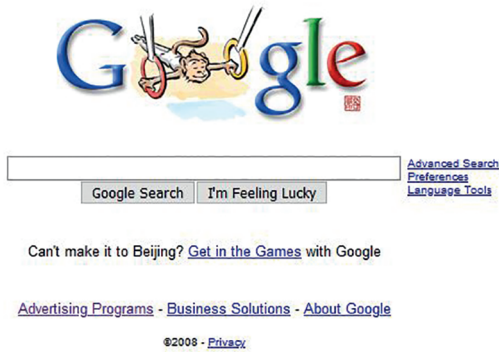 Google
Advanced Search
Preferences
Language Tools
Google Search I'm Feeling Lucky
Can't make it to Beijing? Get in the Games with Google
Advertising Programs - Business Solutions - About Google
©2008 - Privacy